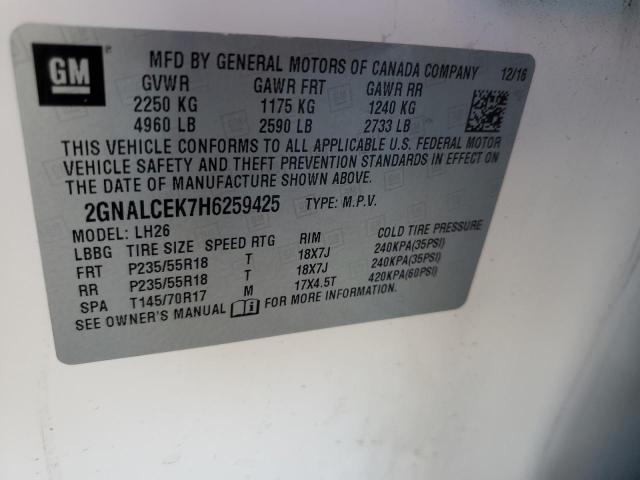 GM
MFD BY GENERAL MOTORS OF CANADA COMPANY 12/16
GVWR GAWR FRT GAWR RR
2250 KG 1175 KG 1240 KG
4960 LB 2590 LB 2733 LB
THIS VEHICLE CONFORMS TO ALL APPLICABLE U.S. FEDERAL MOTOR
VEHICLE SAFETY AND THEFT PREVENTION STANDARDS IN EFFECT ON
THE DATE OF MANUFACTURE SHOWN ABOVE.
2GNALCEK7H6259425 TYPE: M.P.V.
MODEL: LH26
LBBG TIRE SIZE SPEED RTG RIM COLD TIRE PRESSURE
FRT P235/55R18 T 18X7J 240KPA(35PSI)
RR P235/55R18 T 18X7J 240KPA(35PSI)
SPA T145/70R17 M 17X4.5T 420KPA(60PSI)
SEE OWNER'S MANUAL FOR MORE INFORMATION.